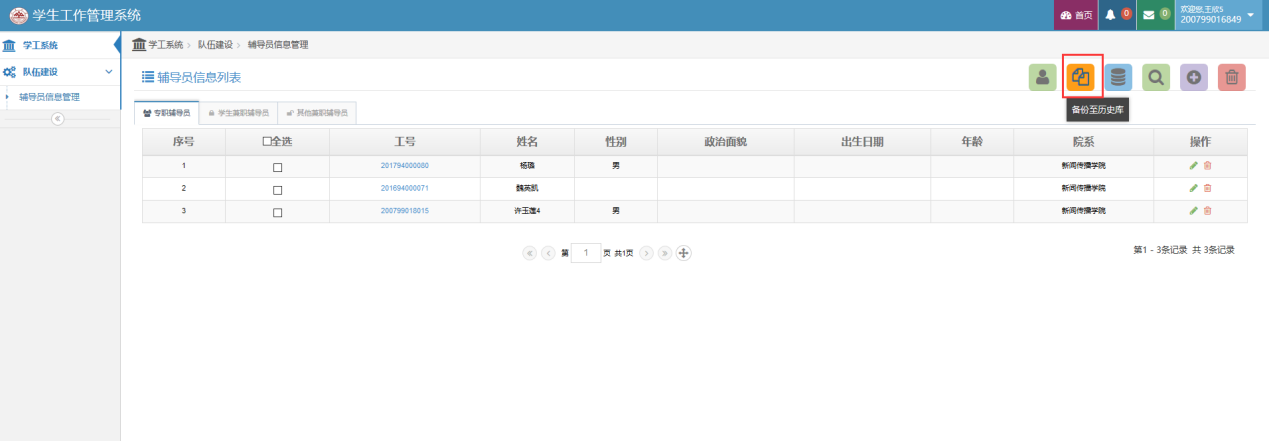 学生工作管理系统
首页
0
0
欢迎您,王欣5
200799016849
学工系统
队伍建设
辅导员信息管理
学工系统 > 队伍建设 > 辅导员信息管理
辅导员信息列表
备份至历史库
专职辅导员 学生兼职辅导员 其他兼职辅导员
序号 全选 工号 姓名 性别 政治面貌 出生日期 年龄 院系 操作
1 201794000080 杨璐 男 新闻传播学院
2 201694000071 魏英凯 新闻传播学院
3 200799018015 许玉莲4 男 新闻传播学院
第 1 页 共1页
第1 - 3条记录 共 3条记录